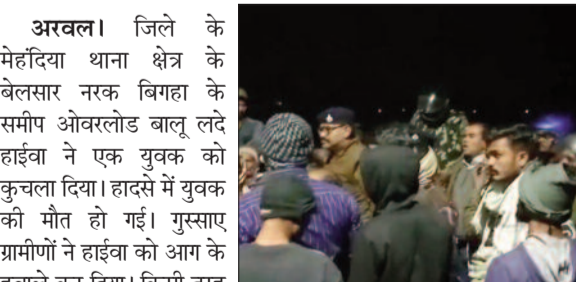 अरवल। जिले के
मेहंदिया थाना क्षेत्र के
बेलसार नरक बिगहा के
समीप ओवरलोड बालू लदे
हाईवा ने एक युवक को
कुचला दिया। हादसे में युवक
की मौत हो गई। गुस्साए
ग्रामीणों ने हाईवा को आग के